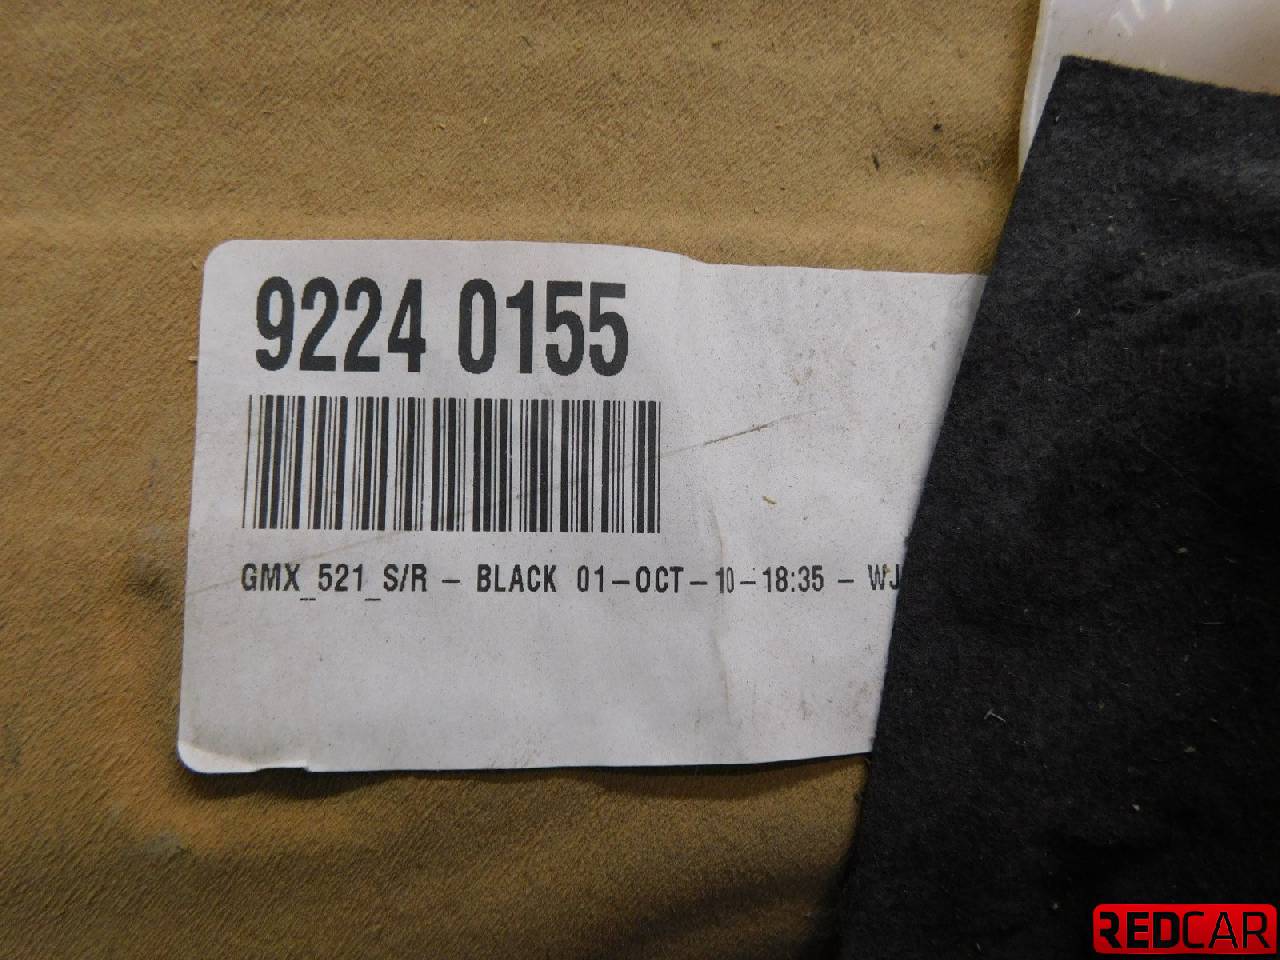 9224 0155
GMX_521_S/R - BLACK 01-OCT-10-18:35 - WJ
REDCAR